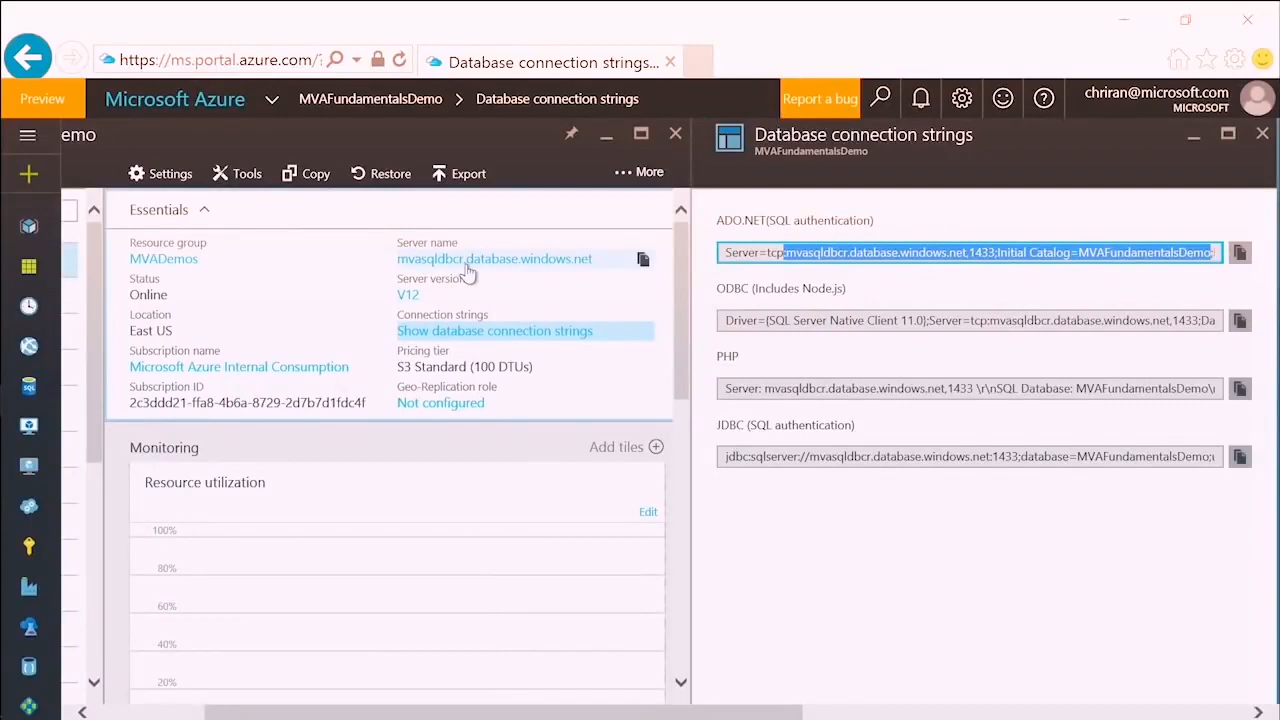 https://ms.portal.azure.com/
Database connection strings...
Preview
Microsoft Azure
MVAFundamentalsDemo
Database connection strings
Report a bug
chriran@microsoft.com
MICROSOFT
emo
Settings
Tools
Copy
Restore
Export
More
Essentials
Resource group
MVADemos
Status
Online
Location
East US
Subscription name
Microsoft Azure Internal Consumption
Subscription ID
2c3ddd21-ffa8-4b6a-8729-2d7b7d1fdc4f
Server name
mvasqldbcr.database.windows.net
Server version
V12
Connection strings
Show database connection strings
Pricing tier
S3 Standard (100 DTUs)
Geo-Replication role
Not configured
Monitoring
Add tiles
Resource utilization
Edit
100%
80%
60%
40%
20%
Database connection strings
MVAFundamentalsDemo
ADO.NET(SQL authentication)
Server=tcp:mvasqldbcr.database.windows.net,1433;Initial Catalog=MVAFundamentalsDemo;
ODBC (Includes Node.js)
Driver={SQL Server Native Client 11.0};Server=tcp:mvasqldbcr.database.windows.net,1433;Da
PHP
Server: mvasqldbcr.database.windows.net,1433 \r\nSQL Database: MVAFundamentalsDemo\r
JDBC (SQL authentication)
jdbc:sqlserver://mvasqldbcr.database.windows.net:1433;database=MVAFundamentalsDemo;u
SQL